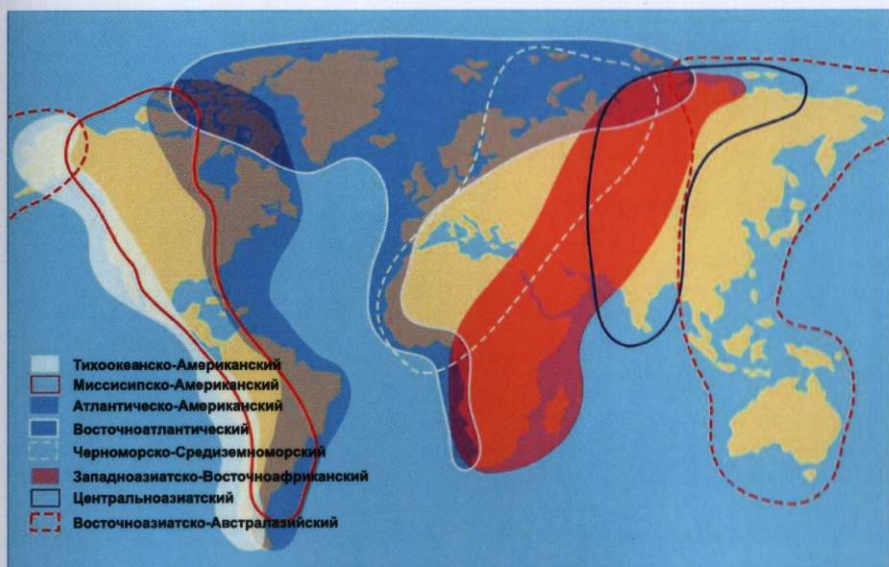 Тихоокеанско-Американский
Миссисипско-Американский
Атлантическо-Американский
Восточноатлантический
Черноморско-Средиземноморский
Западноазиатско-Восточноафриканский
Центральноазиатский
Восточноазиатско-Австралазийский